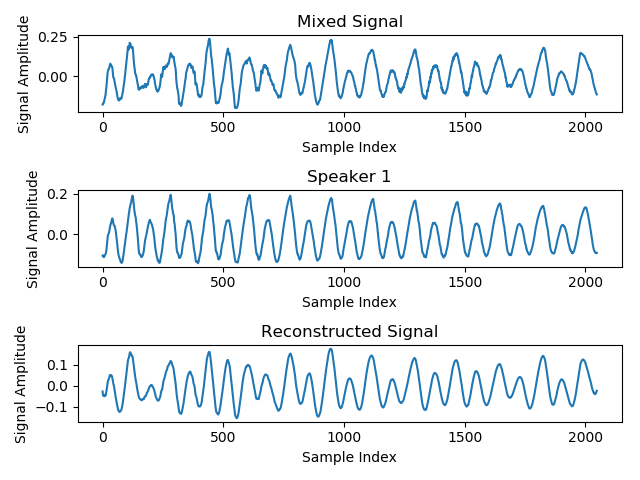 Mixed Signal
Signal Amplitude
0.25
0.00
0 500 1000 1500 2000
Sample Index
Speaker 1
Signal Amplitude
0.2
0.0
0 500 1000 1500 2000
Sample Index
Reconstructed Signal
Signal Amplitude
0.1
0.0
−0.1
0 500 1000 1500 2000
Sample Index